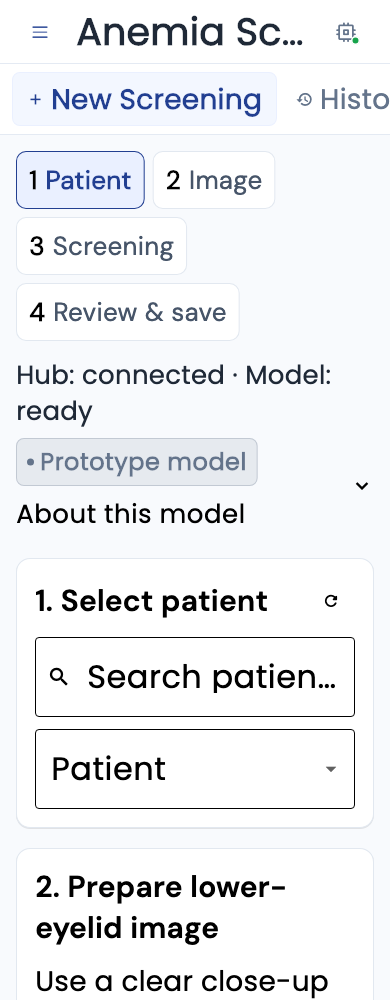 Anemia Sc...
+ New Screening
Histo
1 Patient
2 Image
3 Screening
4 Review & save
Hub: connected · Model:
ready
• Prototype model
About this model
1. Select patient
Search patien...
Patient
2. Prepare lower-
eyelid image
Use a clear close-up